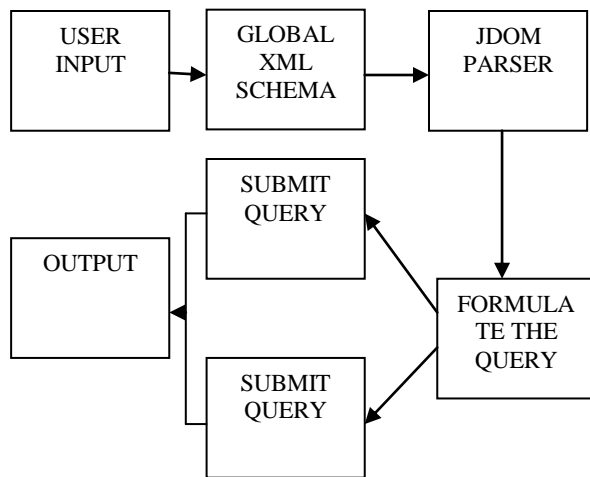 USER
INPUT
GLOBAL
XML
SCHEMA
JDOM
PARSER
SUBMIT
QUERY
OUTPUT
FORMULA
TE THE
QUERY
SUBMIT
QUERY